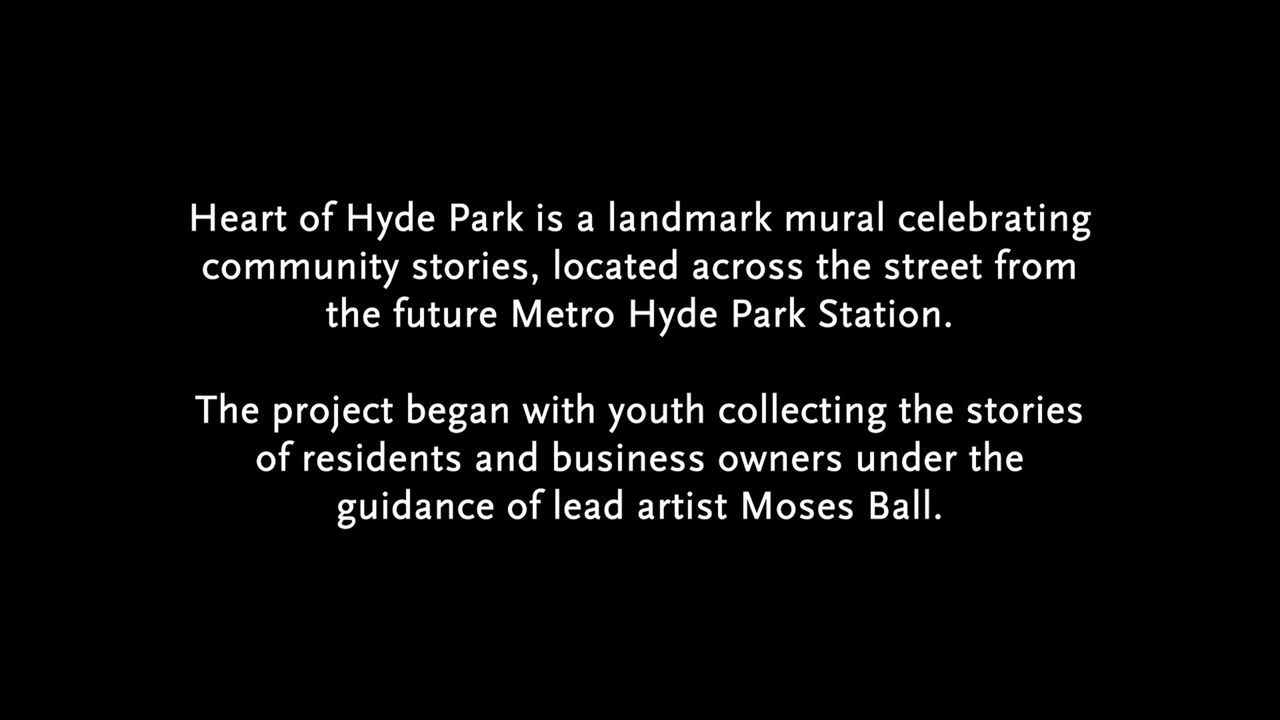 Heart of Hyde Park is a landmark mural celebrating
community stories, located across the street from
the future Metro Hyde Park Station.
The project began with youth collecting the stories
of residents and business owners under the
guidance of lead artist Moses Ball.